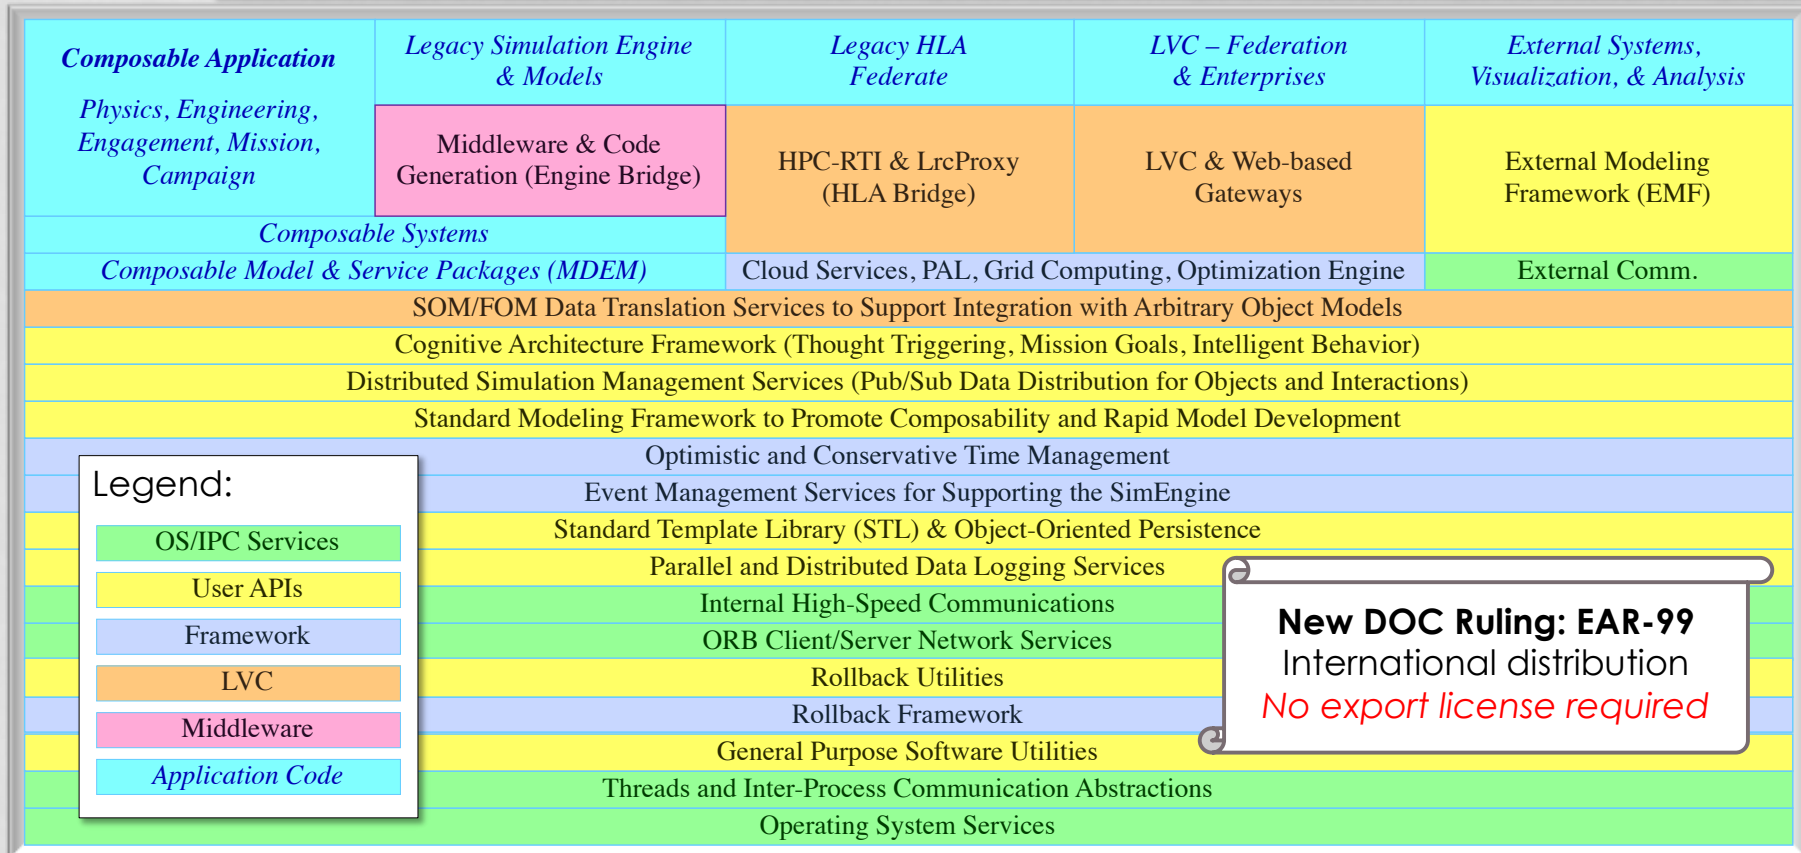 Composable Application
Physics, Engineering,
Engagement, Mission,
Campaign
Legacy Simulation Engine
& Models
Legacy HLA
Federate
LVC – Federation
& Enterprises
External Systems,
Visualization, & Analysis
Middleware & Code
Generation (Engine Bridge)
HPC-RTI & LrcProxy
(HLA Bridge)
LVC & Web-based
Gateways
External Modeling
Framework (EMF)
Composable Systems
Composable Model & Service Packages (MDEM)
Cloud Services, PAL, Grid Computing, Optimization Engine
External Comm.
SOM/FOM Data Translation Services to Support Integration with Arbitrary Object Models
Cognitive Architecture Framework (Thought Triggering, Mission Goals, Intelligent Behavior)
Distributed Simulation Management Services (Pub/Sub Data Distribution for Objects and Interactions)
Standard Modeling Framework to Promote Composability and Rapid Model Development
Optimistic and Conservative Time Management
Event Management Services for Supporting the SimEngine
Standard Template Library (STL) & Object-Oriented Persistence
Parallel and Distributed Data Logging Services
Internal High-Speed Communications
ORB Client/Server Network Services
Rollback Utilities
Rollback Framework
General Purpose Software Utilities
Threads and Inter-Process Communication Abstractions
Operating System Services
Legend:
OS/IPC Services
User APIs
Framework
LVC
Middleware
Application Code
New DOC Ruling: EAR-99
International distribution
No export license required